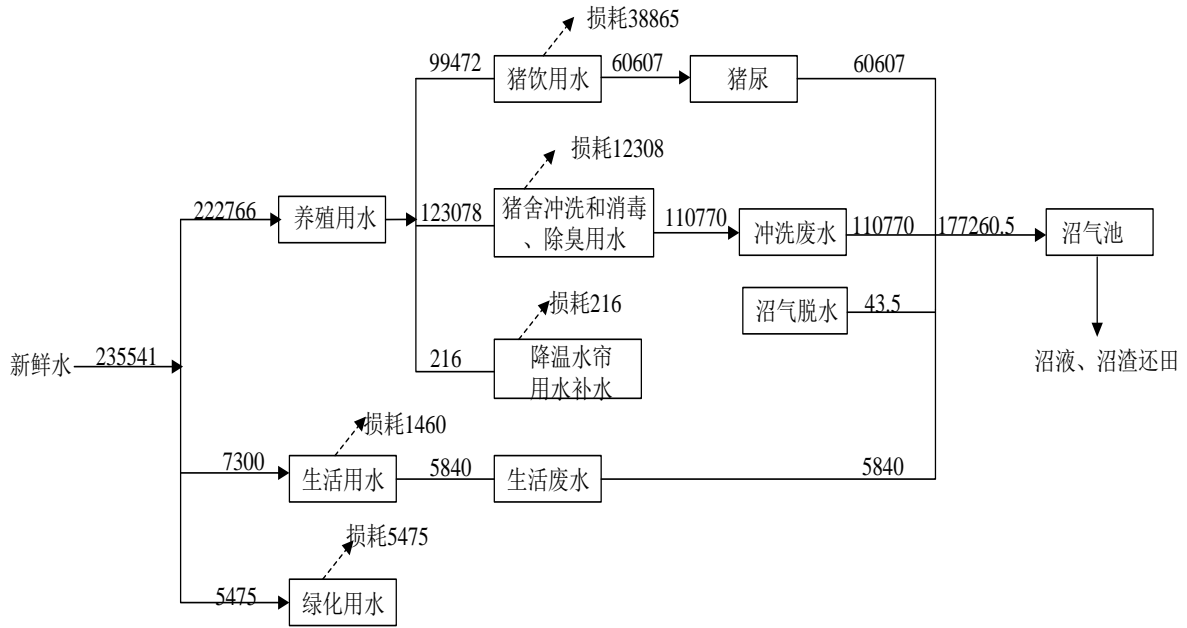 损耗38865
99472
猪饮用水
60607
猪尿
60607
损耗12308
222766
养殖用水
123078
猪舍冲洗和消毒
、除臭用水
110770
冲洗废水
110770
177260.5
沼气池
损耗216
沼气脱水
43.5
新鲜水
235541
216
降温水帘
用水补水
沼液、沼渣还田
损耗1460
7300
生活用水
5840
生活废水
5840
损耗5475
5475
绿化用水